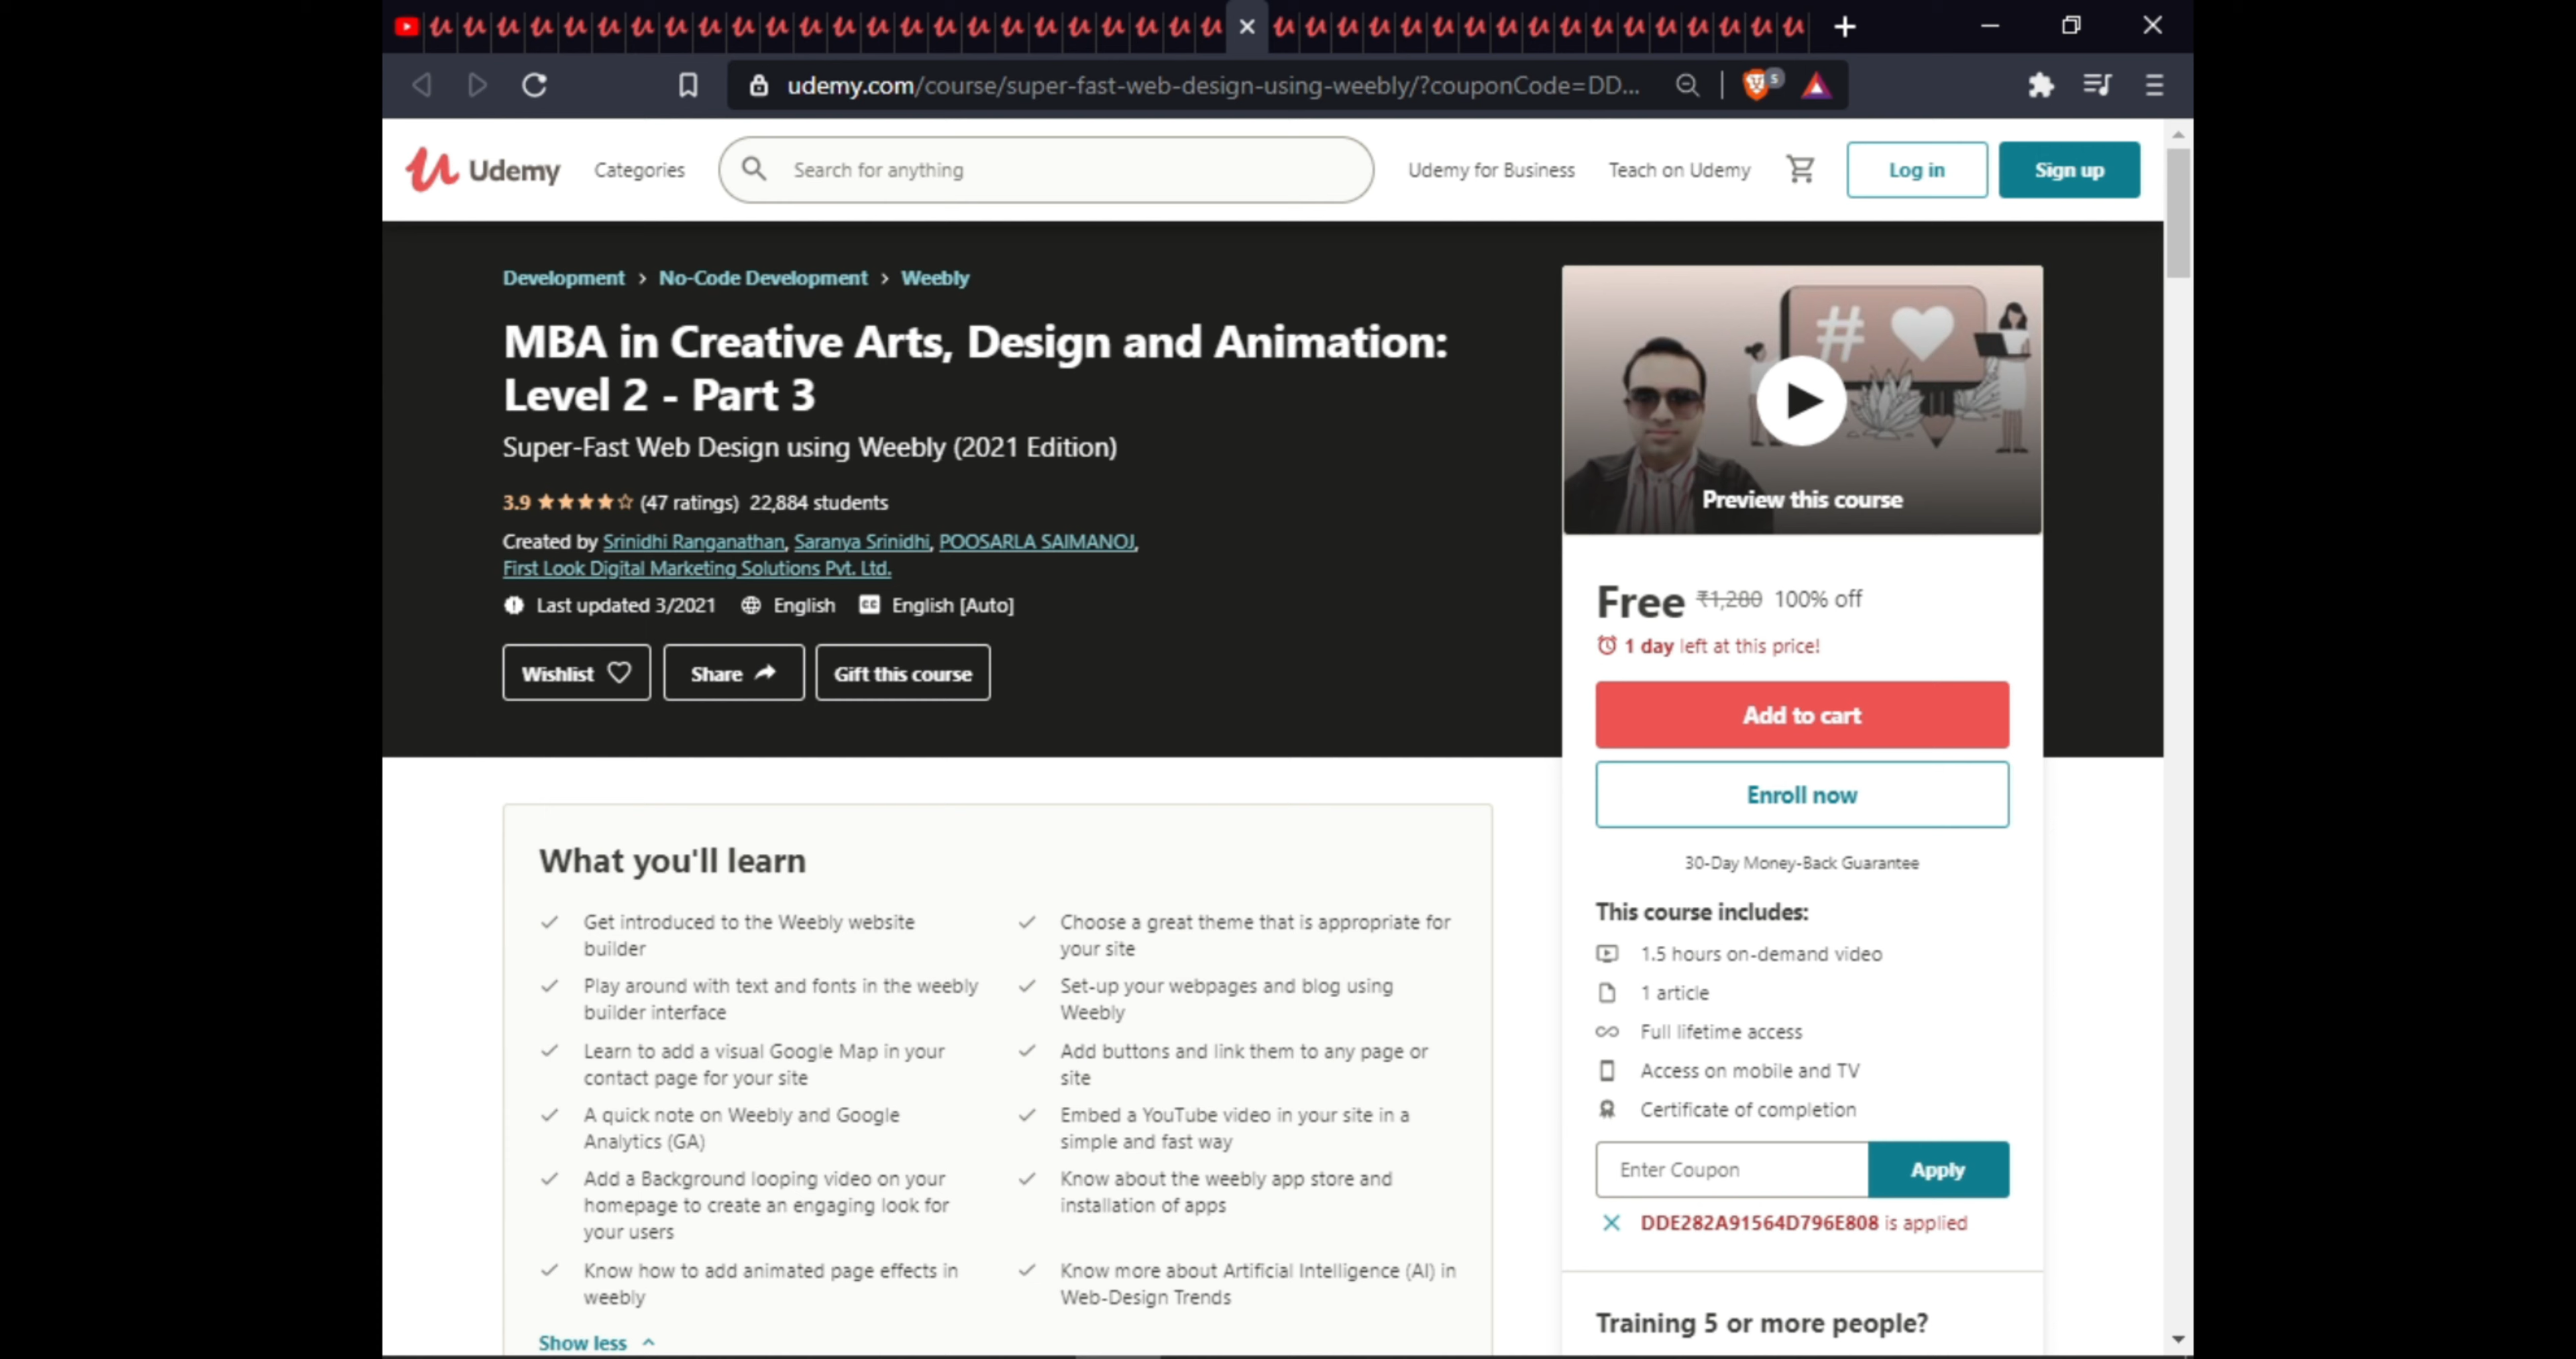 udemy.com/course/super-fast-web-design-using-weebly/?couponCode=DD...
5
Udemy
Categories
Search for anything
Udemy for Business
Teach on Udemy
Log in
Sign up
Development > No-Code Development > Weebly
MBA in Creative Arts, Design and Animation:
Level 2 - Part 3
Super-Fast Web Design using Weebly (2021 Edition)
3.9 (47 ratings) 22,884 students
Created by Srinidhi Ranganathan, Saranya Srinidhi, POOSARLA SAIMANOJ,
First Look Digital Marketing Solutions Pvt. Ltd.
Last updated 3/2021 English CC English [Auto]
Wishlist
Share
Gift this course
#
Preview this course
Free ₹1,280 100% off
1 day left at this price!
Add to cart
Enroll now
30-Day Money-Back Guarantee
This course includes:
1.5 hours on-demand video
1 article
Full lifetime access
Access on mobile and TV
Certificate of completion
Enter Coupon
Apply
DDE282A91564D796E808 is applied
Training 5 or more people?
What you'll learn
Get introduced to the Weebly website
builder
Choose a great theme that is appropriate for
your site
Play around with text and fonts in the weebly
builder interface
Set-up your webpages and blog using
Weebly
Learn to add a visual Google Map in your
contact page for your site
Add buttons and link them to any page or
site
A quick note on Weebly and Google
Analytics (GA)
Embed a YouTube video in your site in a
simple and fast way
Add a Background looping video on your
homepage to create an engaging look for
your users
Know about the weebly app store and
installation of apps
Know how to add animated page effects in
weebly
Know more about Artificial Intelligence (AI) in
Web-Design Trends
Show less